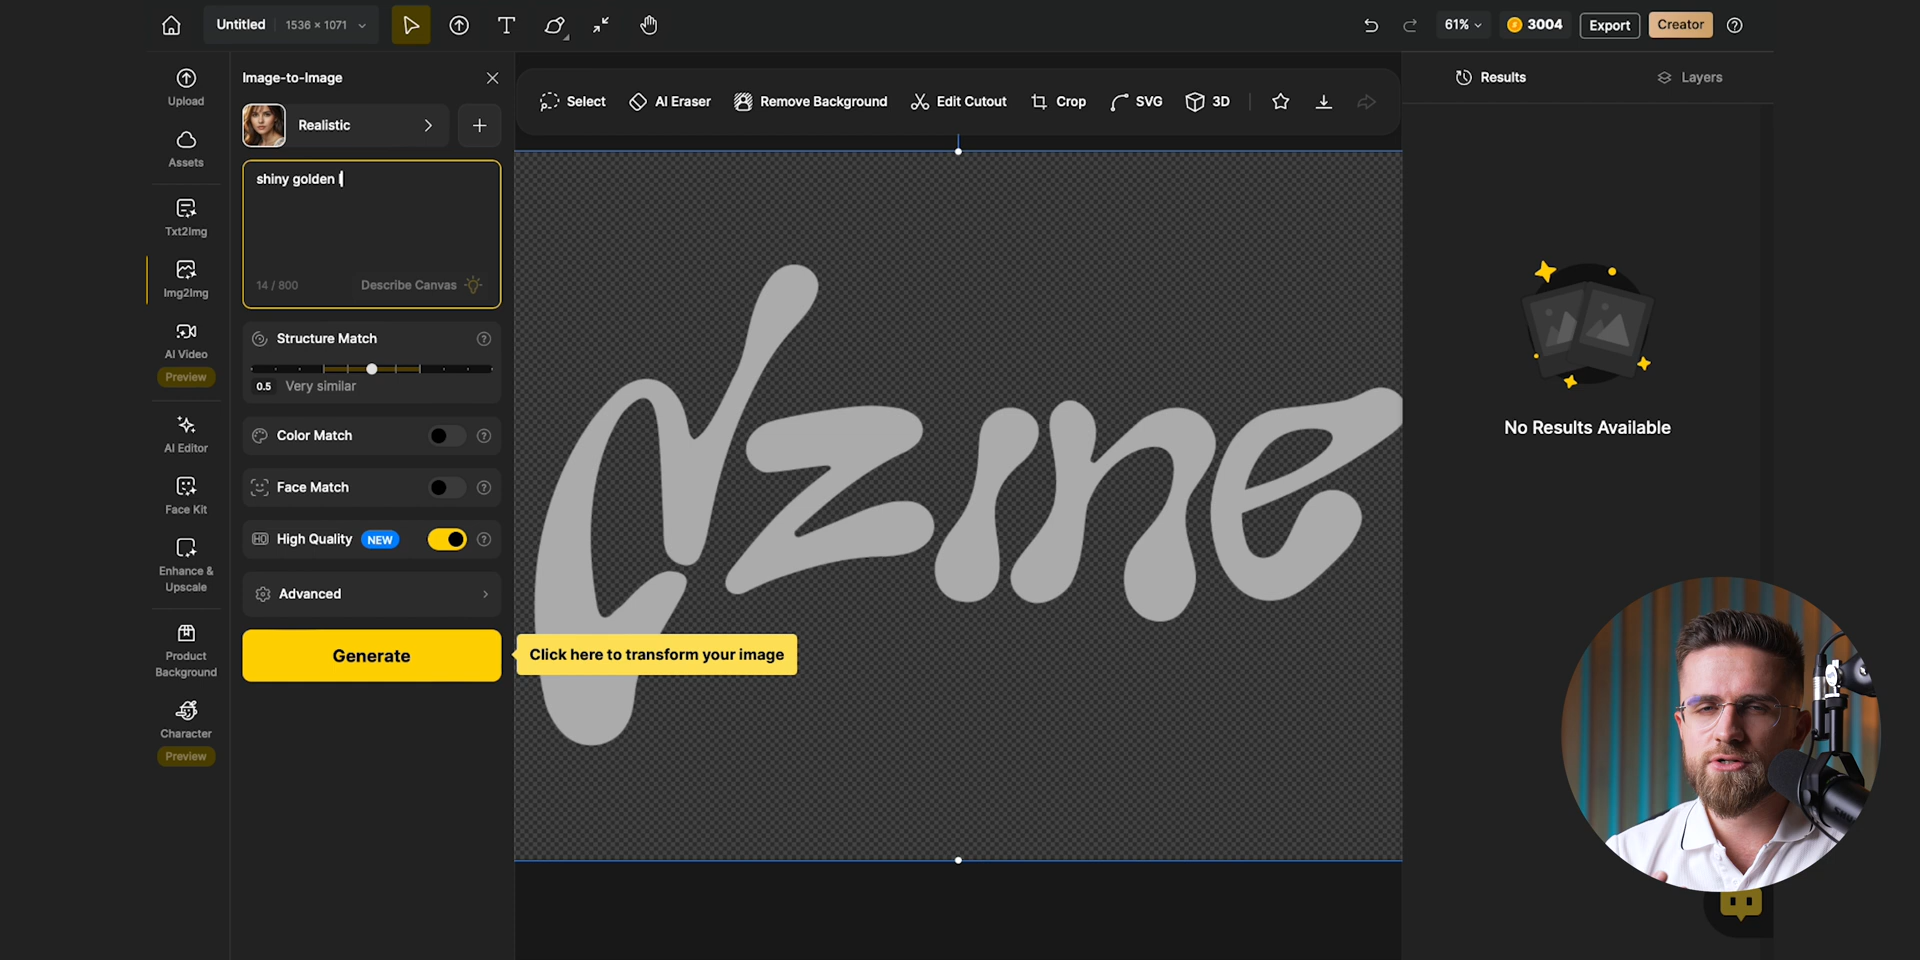 Untitled 1536 × 1071
61% 3004 Export Creator
Upload
Assets
Txt2Img
Img2Img
AI Video
Preview
AI Editor
Face Kit
Enhance &
Upscale
Product
Background
Character
Preview
Image-to-Image
Realistic
shiny golden l
14 / 800 Describe Canvas
Structure Match
0.5 Very similar
Color Match
Face Match
High Quality NEW
Advanced
Generate
Click here to transform your image
Select AI Eraser Remove Background Edit Cutout Crop SVG 3D
dzine
Results Layers
No Results Available